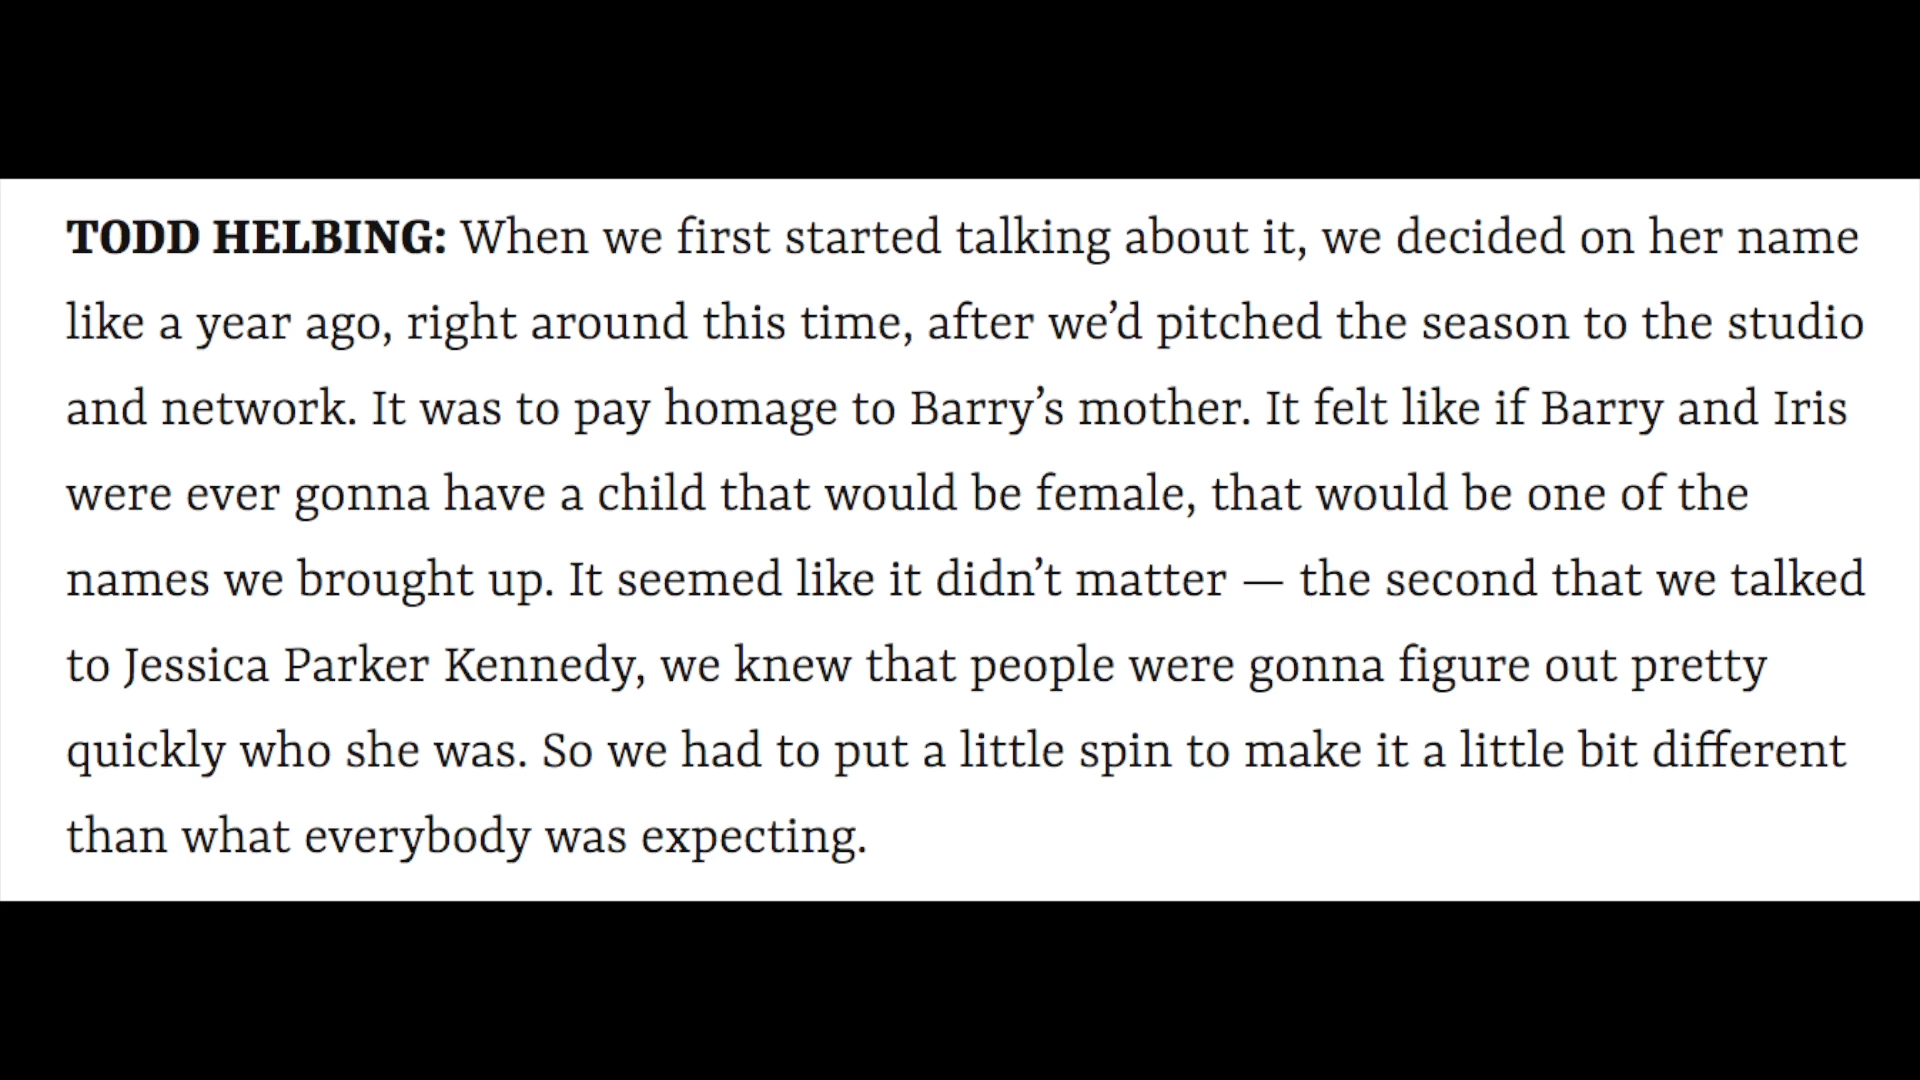 TODD HELBING: When we first started talking about it, we decided on her name
like a year ago, right around this time, after we’d pitched the season to the studio
and network. It was to pay homage to Barry’s mother. It felt like if Barry and Iris
were ever gonna have a child that would be female, that would be one of the
names we brought up. It seemed like it didn’t matter — the second that we talked
to Jessica Parker Kennedy, we knew that people were gonna figure out pretty
quickly who she was. So we had to put a little spin to make it a little bit different
than what everybody was expecting.